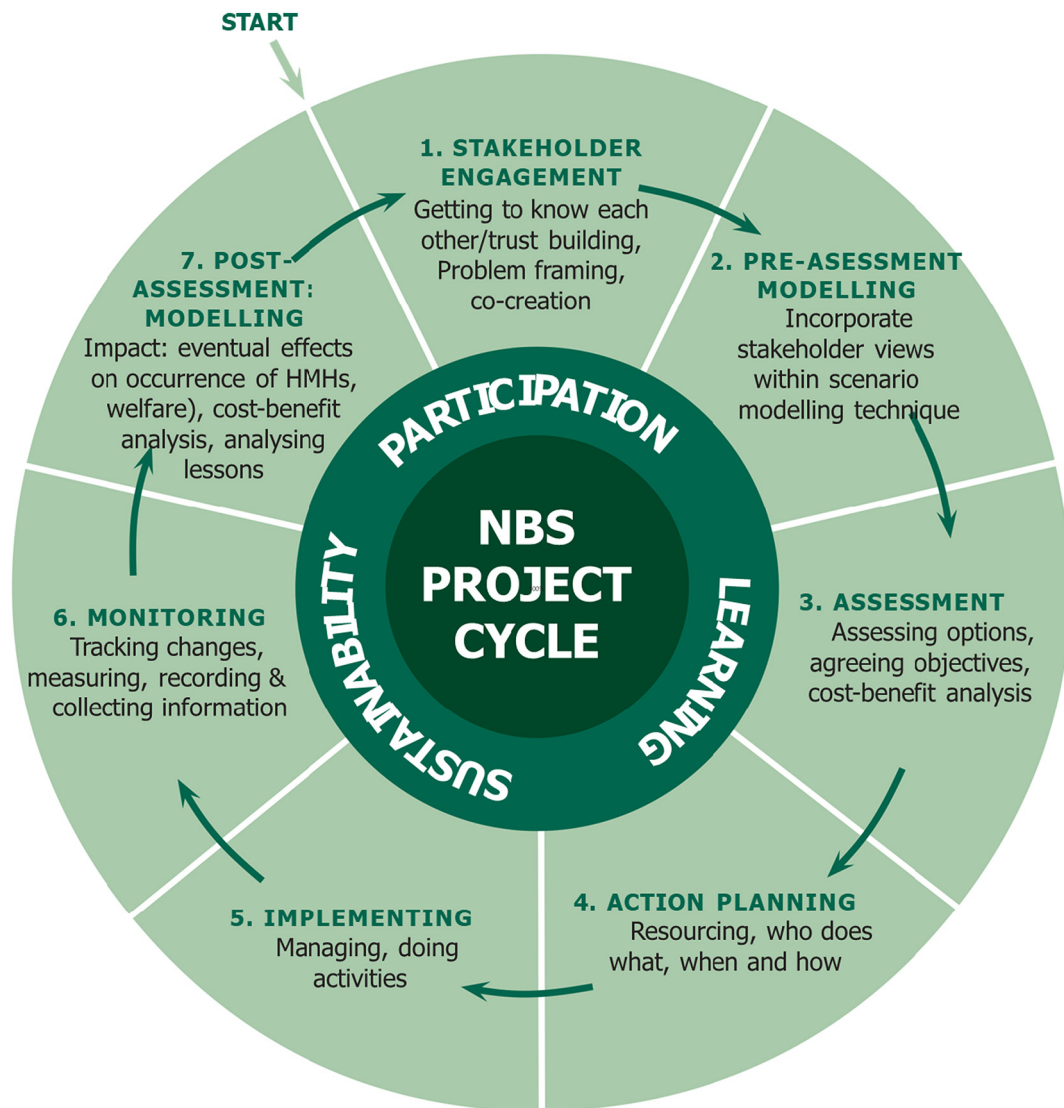 START
1. STAKEHOLDER
ENGAGEMENT
Getting to know each
other/trust building,
Problem framing,
co-creation
2. PRE-ASESSMENT
MODELLING
Incorporate
stakeholder views
within scenario
modelling technique
3. ASSESSMENT
Assessing options,
agreeing objectives,
cost-benefit analysis
4. ACTION PLANNING
Resourcing, who does
what, when and how
5. IMPLEMENTING
Managing, doing
activities
6. MONITORING
Tracking changes,
measuring, recording &
collecting information
7. POST-
ASSESSMENT:
MODELLING
Impact: eventual effects
on occurrence of HMHs,
welfare), cost-benefit
analysis, analysing
lessons
PARTICIPATION
LEARNING
SUSTAINABILITY
NBS
PROJECT
CYCLE